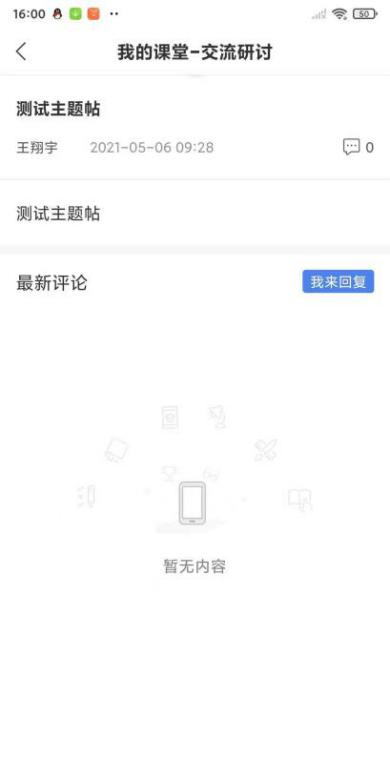 16:00 50
我的课堂-交流研讨
测试主题帖
王翔宇 2021-05-06 09:28 0
测试主题帖
最新评论 我来回复
暂无内容